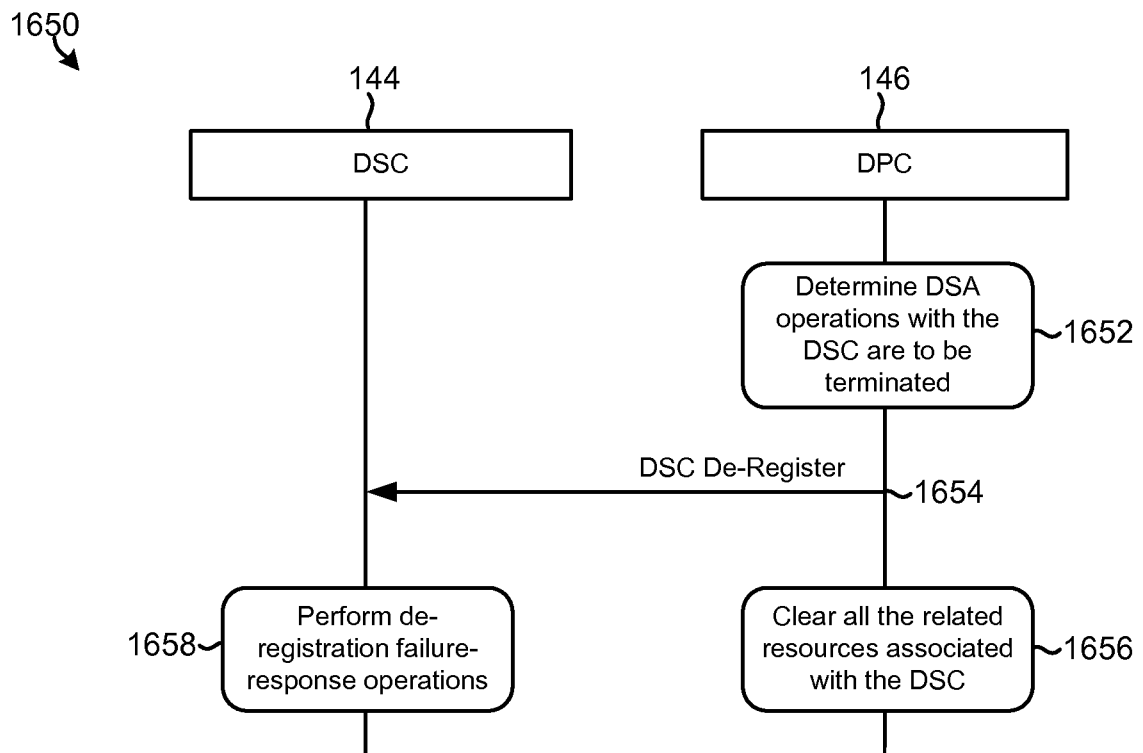 1650
144
146
DSC
DPC
Determine DSA
operations with the
DSC are to be
terminated
1652
DSC De-Register
1654
Perform de-
registration failure-
response operations
1658
Clear all the related
resources associated
with the DSC
1656